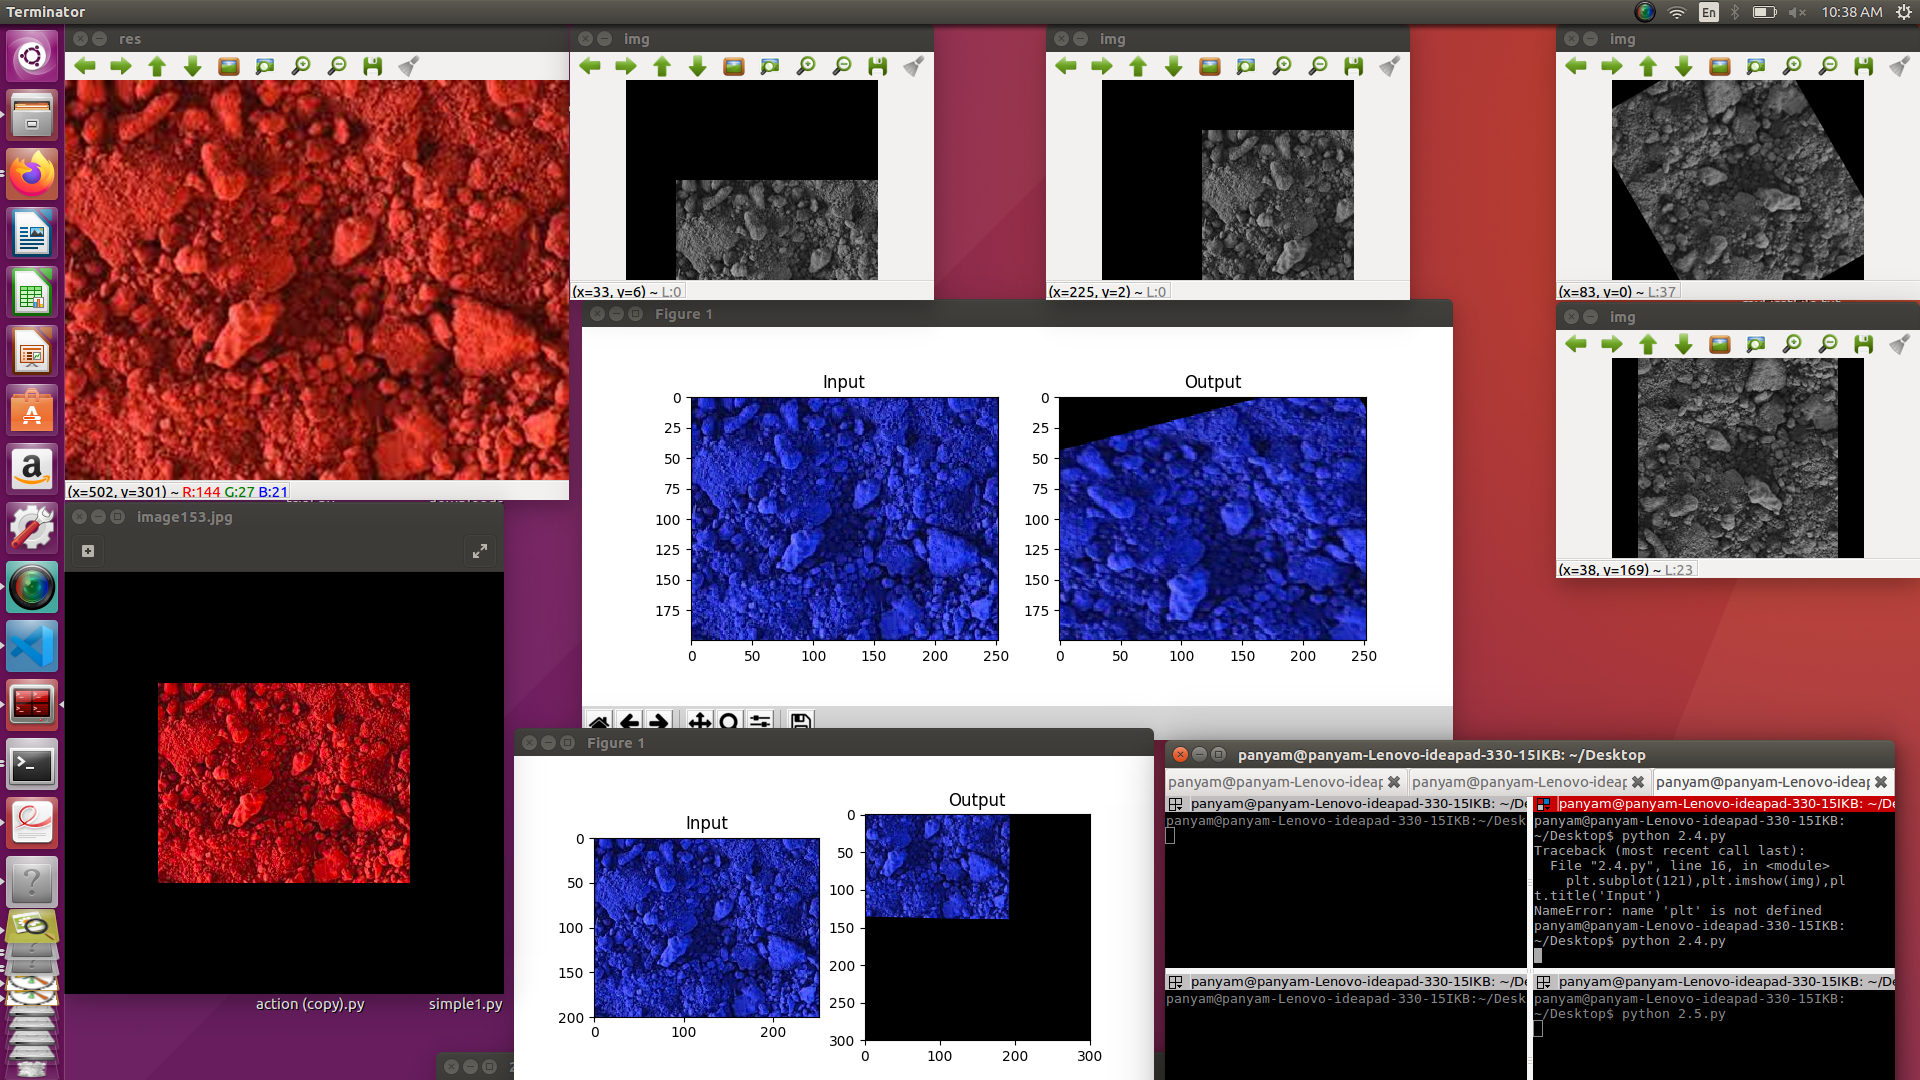 Terminator
En
10:38 AM
res
(x=502, y=301) ~ R:144 G:27 B:21
img
(x=33, y=6) ~ L:0
img
(x=225, y=2) ~ L:0
img
(x=83, y=0) ~ L:37
img
(x=38, y=169) ~ L:23
Figure 1
Input
0
25
50
75
100
125
150
175
0 50 100 150 200 250
Output
0
25
50
75
100
125
150
175
0 50 100 150 200 250
image153.jpg
action (copy).py
simple1.py
Figure 1
Input
0
50
100
150
200
0 100 200
Output
0
50
100
150
200
250
300
0 100 200 300
panyam@panyam-Lenovo-ideapad-330-15IKB: ~/Desktop
panyam@panyam-Lenovo-ideap panyam@panyam-Lenovo-ideap panyam@panyam-Lenovo-ideap
panyam@panyam-Lenovo-ideapad-330-15IKB: ~/De
panyam@panyam-Lenovo-ideapad-330-15IKB:~/Desk
panyam@panyam-Lenovo-ideapad-330-15IKB: ~/De
panyam@panyam-Lenovo-ideapad-330-15IKB:
~/Desktop$ python 2.4.py
Traceback (most recent call last):
File "2.4.py", line 16, in <module>
plt.subplot(121),plt.imshow(img),pl
t.title('Input')
NameError: name 'plt' is not defined
panyam@panyam-Lenovo-ideapad-330-15IKB:
~/Desktop$ python 2.4.py
panyam@panyam-Lenovo-ideapad-330-15IKB: ~/De
panyam@panyam-Lenovo-ideapad-330-15IKB:~/Desk
panyam@panyam-Lenovo-ideapad-330-15IKB: ~/De
panyam@panyam-Lenovo-ideapad-330-15IKB:
~/Desktop$ python 2.5.py